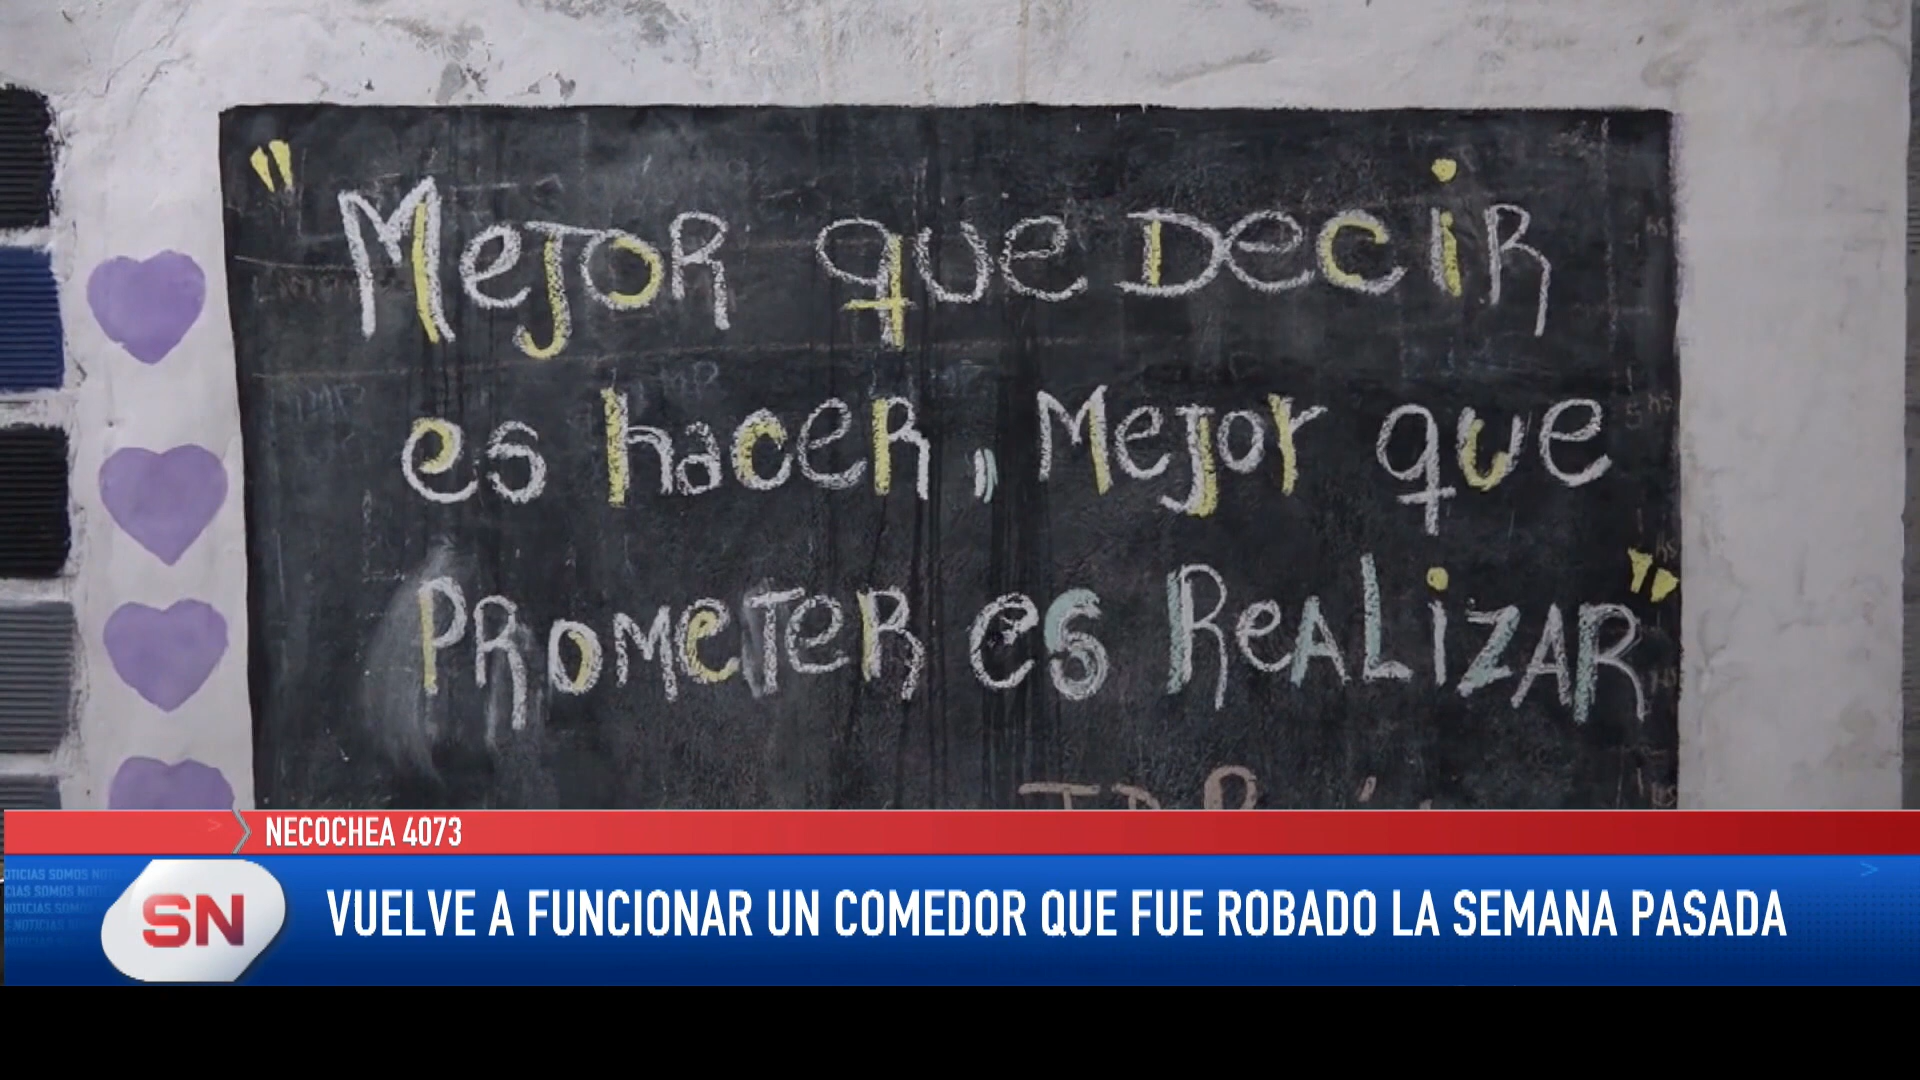 "Mejor que Decir
es hacer, Mejor que
PROMETER es ReALizAR"
NECOCHEA 4073
SN
VUELVE A FUNCIONAR UN COMEDOR QUE FUE ROBADO LA SEMANA PASADA